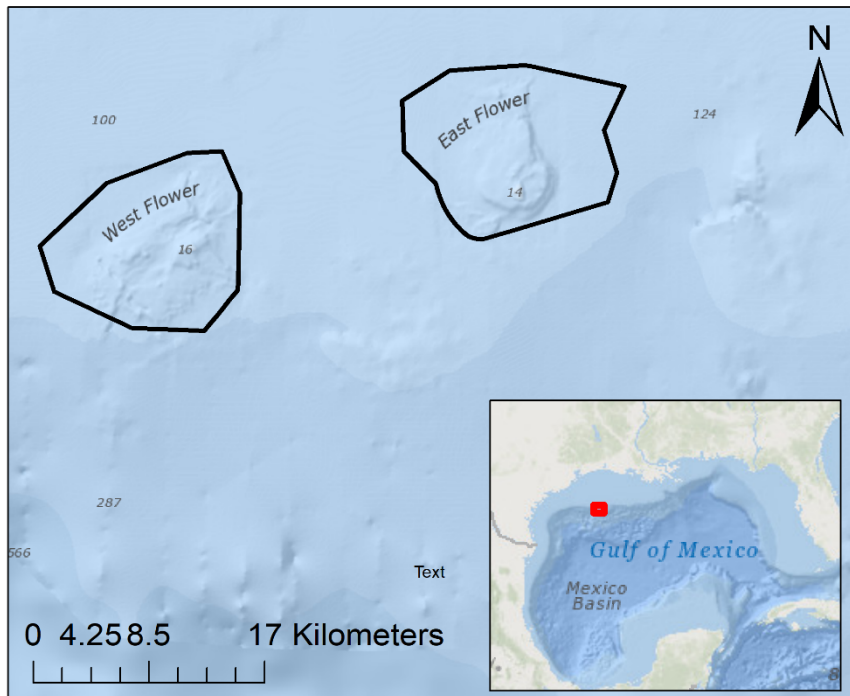 N
East Flower
100
124
14
West Flower
16
287
566
Text
0 4.25 8.5 17 Kilometers
Gulf of Mexico
Mexico
Basin